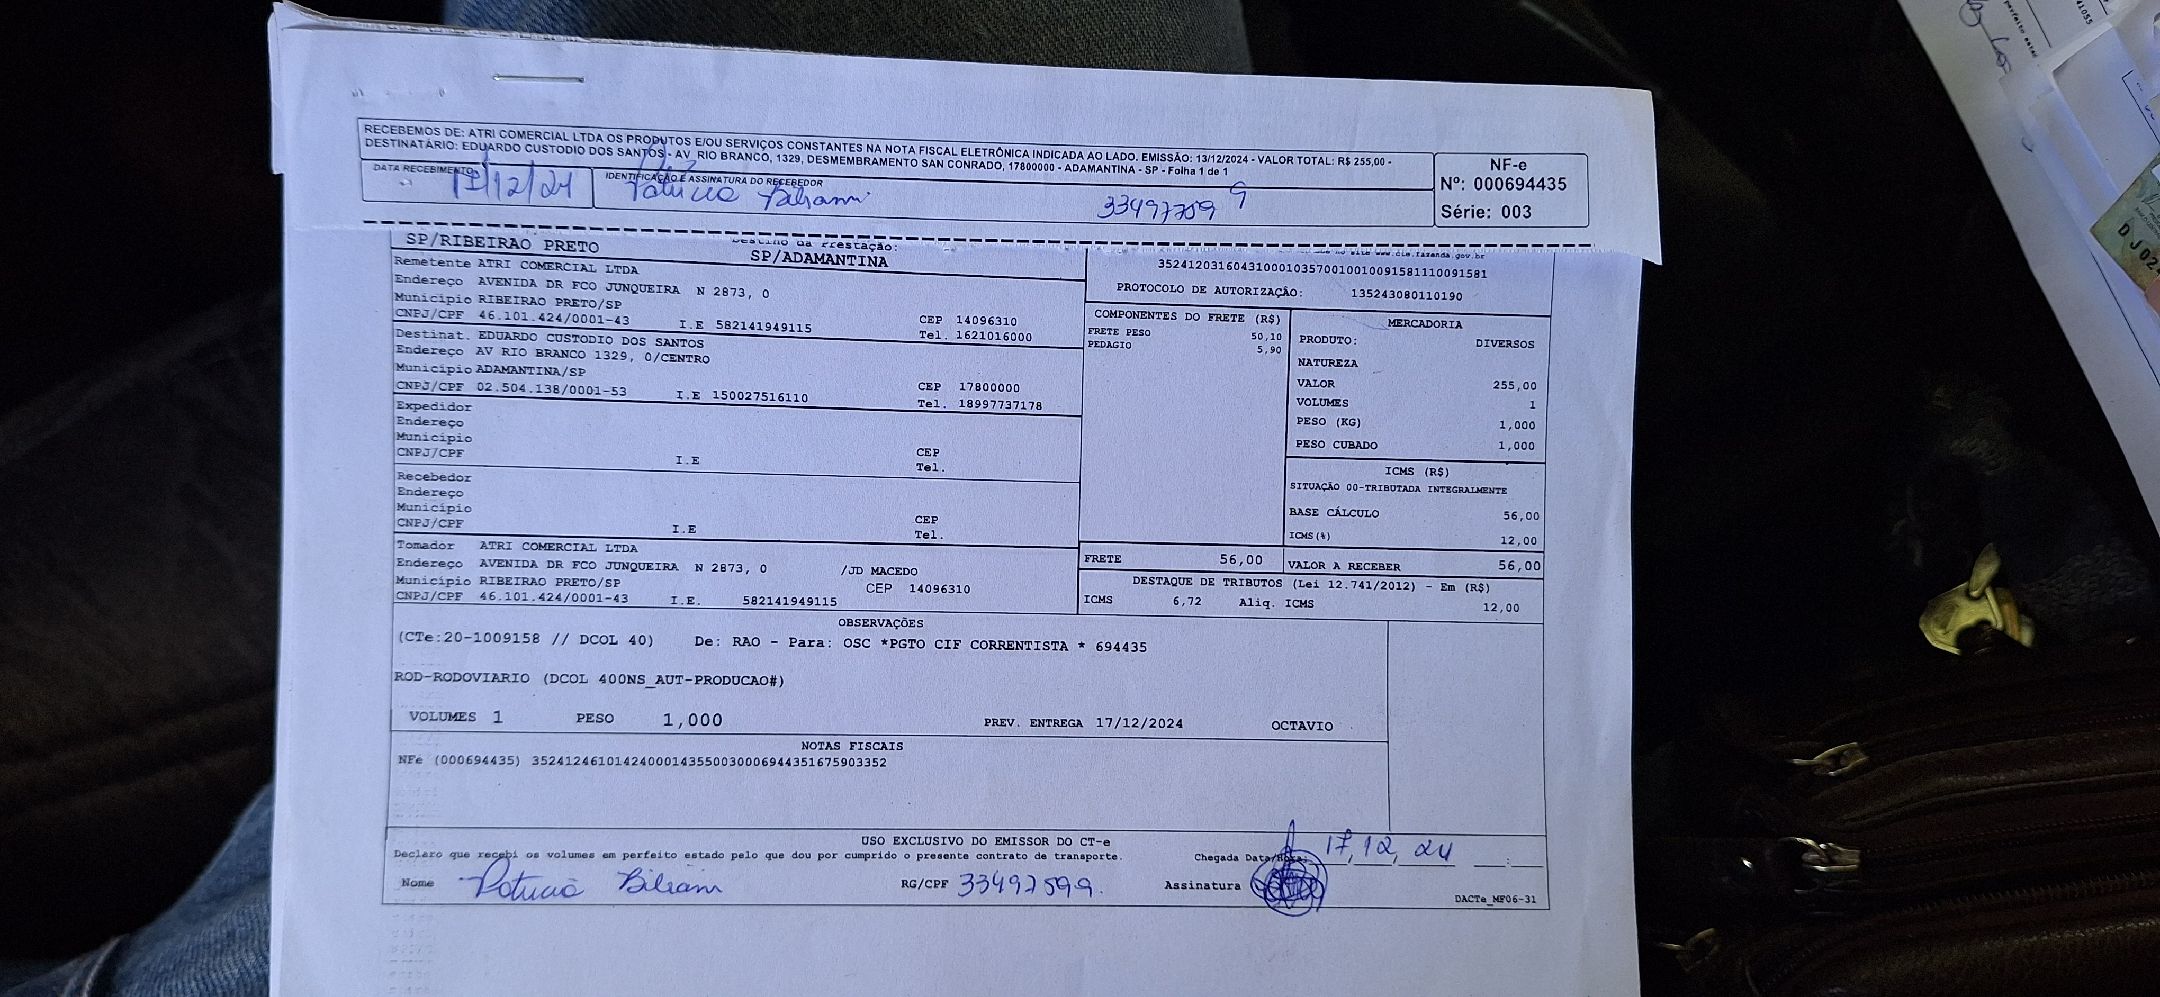 RECEBEMOS DE: ATRI COMERCIAL LTDA OS PRODUTOS E/OU SERVIÇOS CONSTANTES NA NOTA FISCAL ELETRÔNICA INDICADA AO LADO. EMISSÃO: 13/12/2024 - VALOR TOTAL: R$ 255,00 -
DESTINATÁRIO: EDUARDO CUSTODIO DOS SANTOS - AV RIO BRANCO, 1329, DESMEMBRAMENTO SAN CONRADO, 17800000 - ADAMANTINA - SP - Folha 1 de 1
DATA RECEBIMENTO
17/12/24
IDENTIFICAÇÃO E ASSINATURA DO RECEBEDOR
NF-e
Nº: 000694435
Série: 003
SP/RIBEIRAO PRETO
Destino da Prestação:
SP/ADAMANTINA
Remetente ATRI COMERCIAL LTDA
Endereço AVENIDA DR FCO JUNQUEIRA N 2873, 0
Município RIBEIRAO PRETO/SP
CNPJ/CPF 46.101.424/0001-43 I.E 582141949115
CEP 14096310
Tel. 1621016000
Destinat. EDUARDO CUSTODIO DOS SANTOS
Endereço AV RIO BRANCO 1329, 0/CENTRO
Município ADAMANTINA/SP
CNPJ/CPF 02.504.138/0001-53 I.E 150027516110
CEP 17800000
Tel. 18997737178
Expedidor
Endereço
Município
CNPJ/CPF I.E
CEP
Tel.
Recebedor
Endereço
Município
CNPJ/CPF I.E
CEP
Tel.
Tomador ATRI COMERCIAL LTDA
Endereço AVENIDA DR FCO JUNQUEIRA N 2873, 0 /JD MACEDO
Município RIBEIRAO PRETO/SP CEP 14096310
CNPJ/CPF 46.101.424/0001-43 I.E. 582141949115
www.cte.fazenda.gov.br
35241203160431000103570010010091581110091581
PROTOCOLO DE AUTORIZAÇÃO: 135243080110190
COMPONENTES DO FRETE (R$)
FRETE PESO 50,10
PEDAGIO 5,90
MERCADORIA
PRODUTO: DIVERSOS
NATUREZA
VALOR 255,00
VOLUMES 1
PESO (KG) 1,000
PESO CUBADO 1,000
ICMS (R$)
SITUAÇÃO 00-TRIBUTADA INTEGRALMENTE
BASE CÁLCULO 56,00
ICMS(%) 12,00
FRETE 56,00
VALOR A RECEBER 56,00
DESTAQUE DE TRIBUTOS (Lei 12.741/2012) - Em (R$)
ICMS 6,72 Aliq. ICMS 12,00
OBSERVAÇÕES
(CTe:20-1009158 // DCOL 40) De: RAO - Para: OSC *PGTO CIF CORRENTISTA * 694435
ROD-RODOVIARIO (DCOL 400NS_AUT-PRODUCAO#)
VOLUMES 1 PESO 1,000 PREV. ENTREGA 17/12/2024 OCTAVIO
NOTAS FISCAIS
NFe (000694435) 35241246101424000143550030006944351675903352
USO EXCLUSIVO DO EMISSOR DO CT-e
Declaro que recebi os volumes em perfeito estado pelo que dou por cumprido o presente contrato de transporte.
Chegada Data/Hora: 17, 12, 24
Nome
RG/CPF 33497599.
Assinatura
DACTe_MF06-31